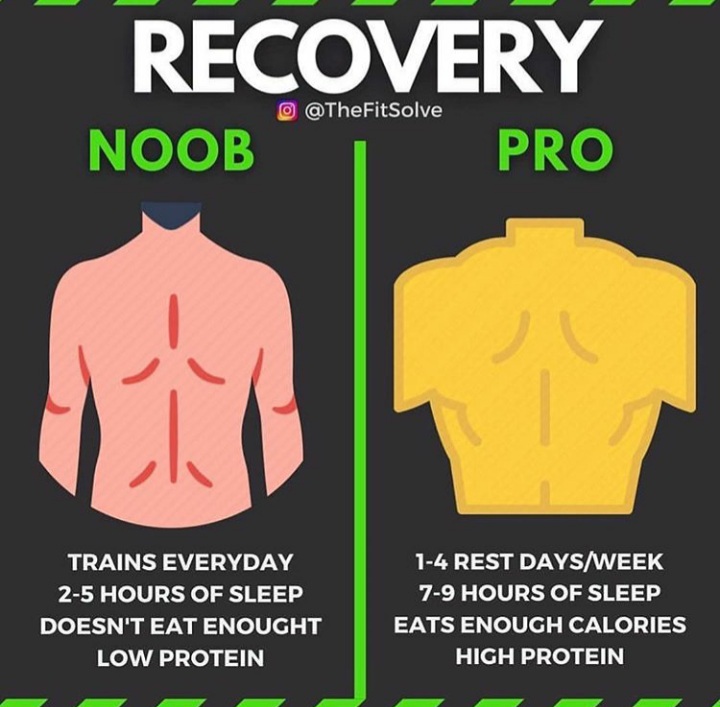 RECOVERY
@TheFitSolve
NOOB
PRO
TRAINS EVERYDAY
2-5 HOURS OF SLEEP
DOESN'T EAT ENOUGHT
LOW PROTEIN
1-4 REST DAYS/WEEK
7-9 HOURS OF SLEEP
EATS ENOUGH CALORIES
HIGH PROTEIN